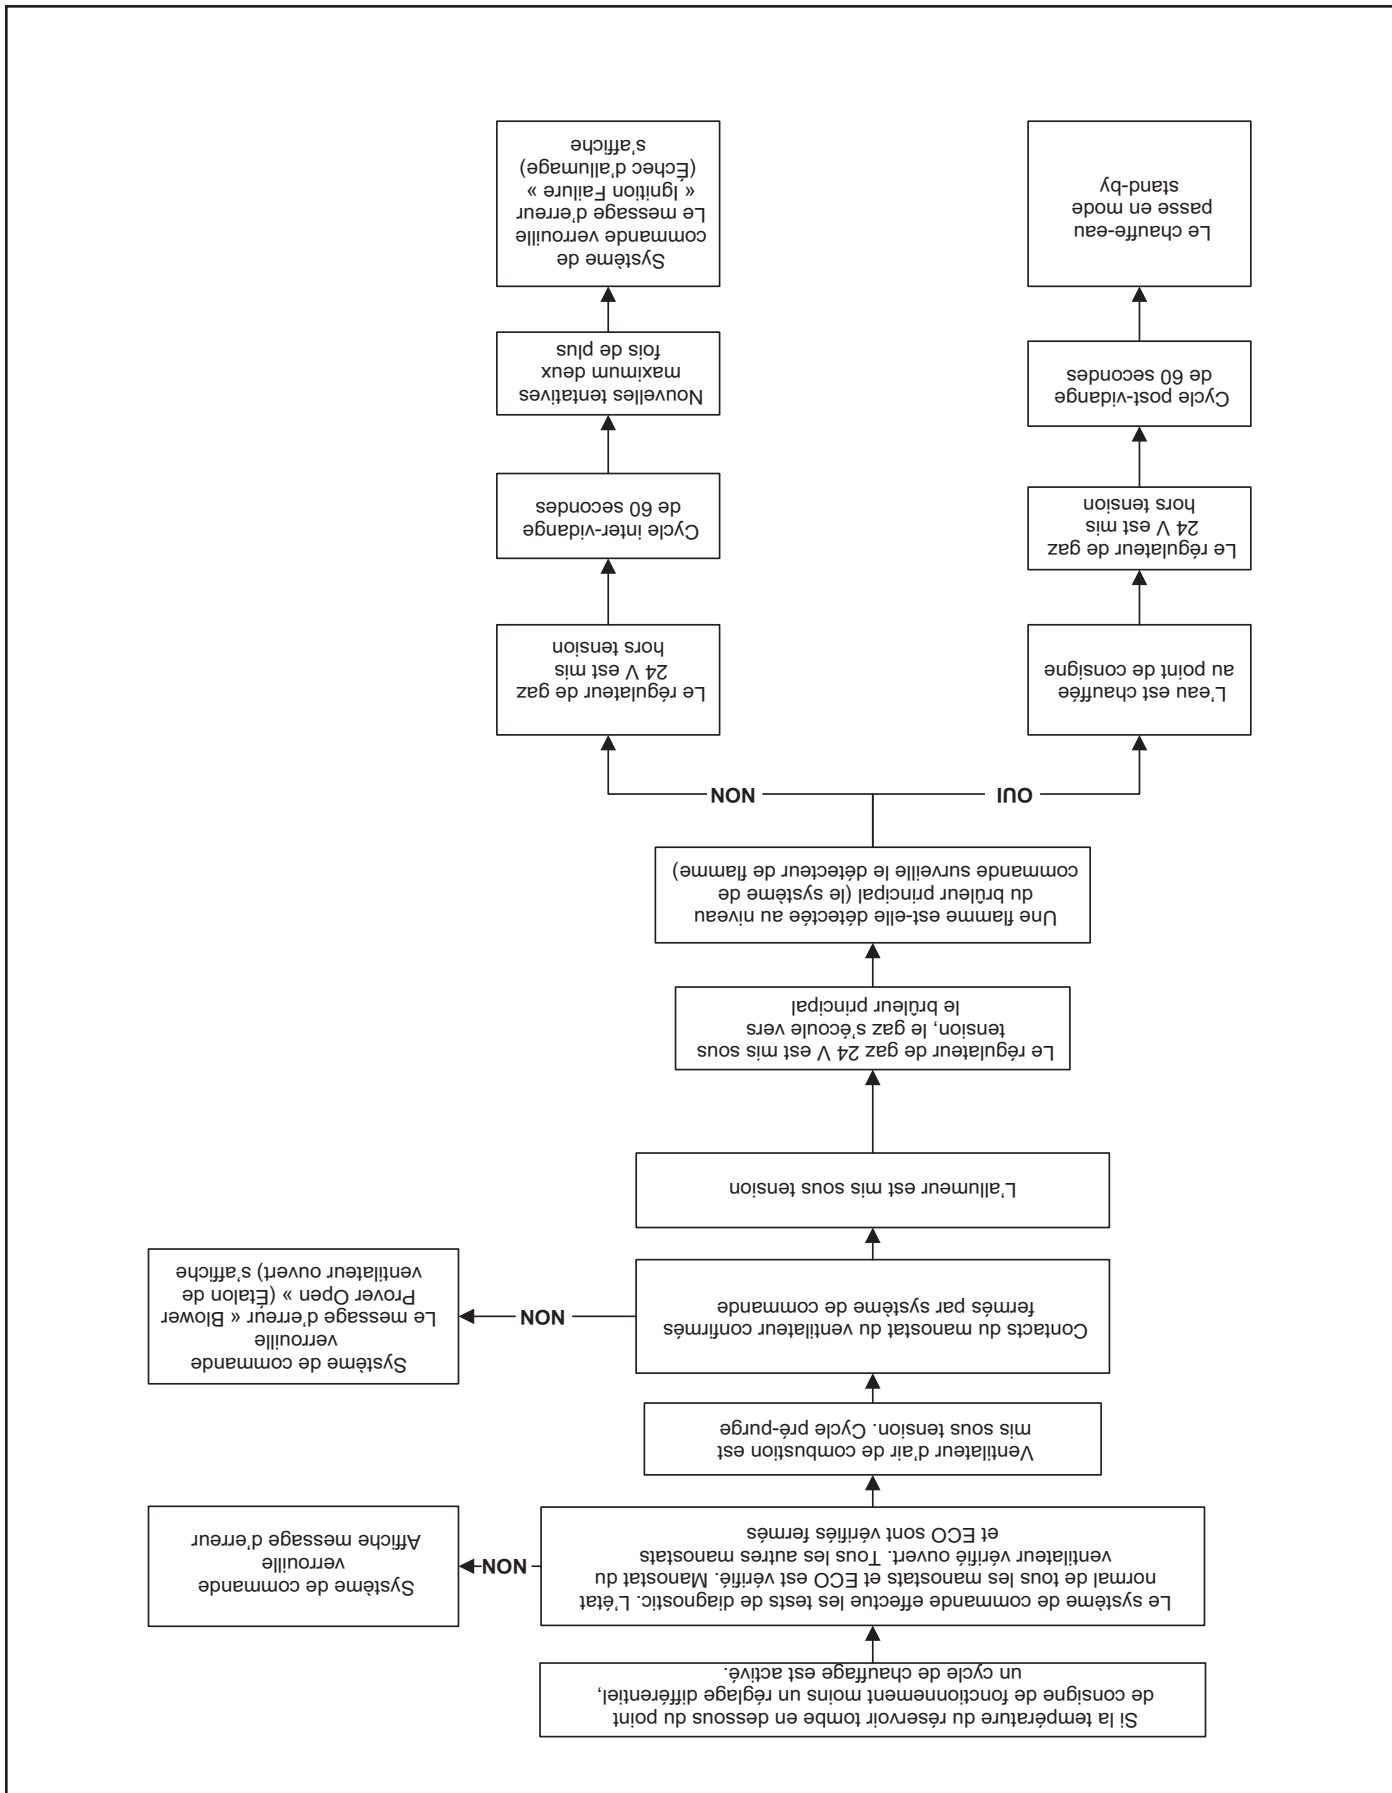 Si la température du réservoir tombe en dessous du point
de consigne de fonctionnement moins un réglage différentiel,
un cycle de chauffage est activé.
Le système de commande effectue les tests de diagnostic. L'état
normal de tous les manostats et ECO est vérifié. Manostat du
ventilateur vérifié ouvert. Tous les autres manostats
et ECO sont vérifiés fermés
NON
Système de commande
verrouille
Affiche message d'erreur
Ventilateur d'air de combustion est
mis sous tension. Cycle pré-purge
Contacts du manostat du ventilateur confirmés
fermés par système de commande
NON
Système de commande
verrouille
Le message d'erreur « Blower
Prover Open » (Étalon de
ventilateur ouvert) s'affiche
L'allumeur est mis sous tension
Le régulateur de gaz 24 V est mis sous
tension, le gaz s'écoule vers
le brûleur principal
Une flamme est-elle détectée au niveau
du brûleur principal (le système de
commande surveille le détecteur de flamme)
OUI
NON
L'eau est chauffée
au point de consigne
Le régulateur de gaz
24 V est mis
hors tension
Cycle post-vidange
de 60 secondes
Le chauffe-eau
passe en mode
stand-by
Le régulateur de gaz
24 V est mis
hors tension
Cycle inter-vidange
de 60 secondes
Nouvelles tentatives
maximum deux
fois de plus
Système de
commande verrouille
Le message d'erreur
« Ignition Failure »
(Échec d'allumage)
s'affiche